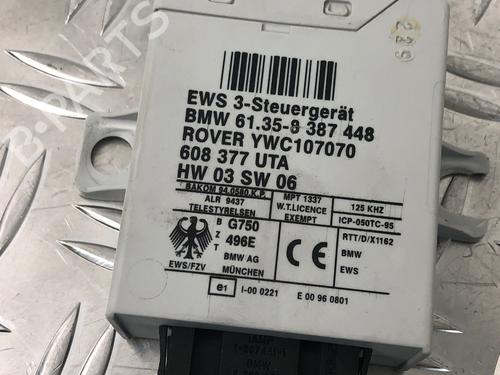 229
EWS 3-Steuergerät
BMW 61.35-8 387 448
ROVER YWC107070
608 377 UTA
HW 03 SW 06
BAKOM 94.0580.K.P.
ALR 9437
TELESTYRELSEN
MPT 1337
W.T.LICENCE
EXEMPT
125 KHZ
ICP-050TC-95
B
Z
T
G750
496E
BMW AG
MÜNCHEN
EWS/FZV
RTT/D/X1162
BMW
EWS
e1
I-00 0221
E 00 96 0801
B-Parts